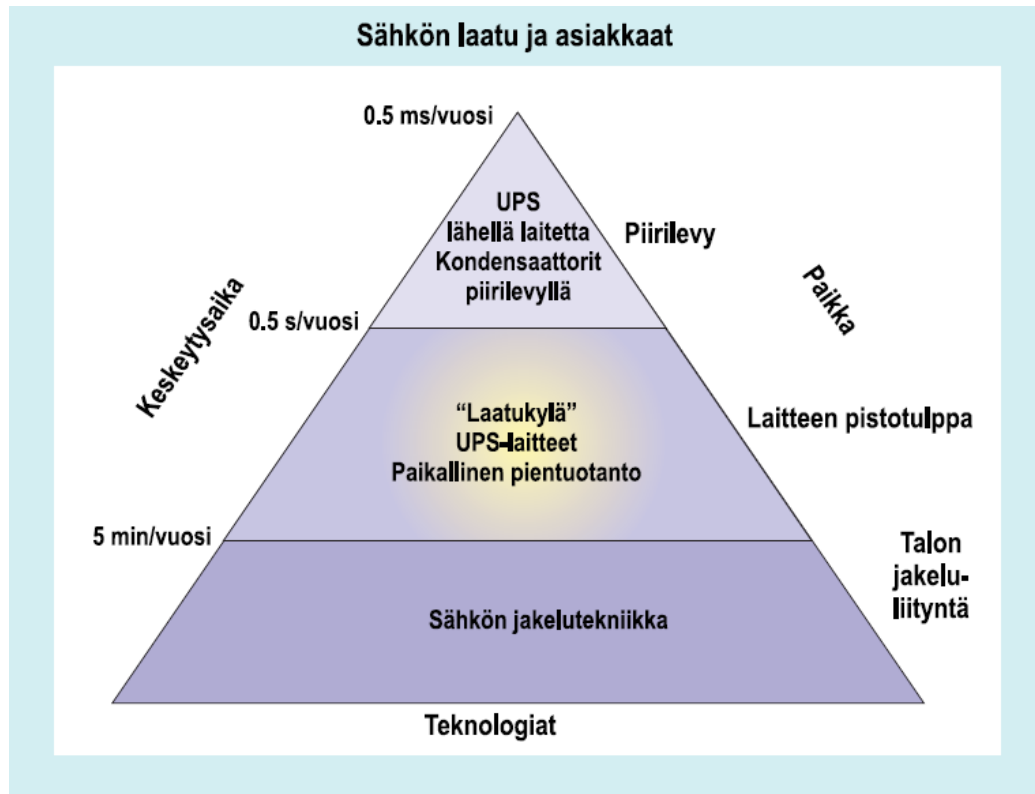 Sähkön laatu ja asiakkaat
0.5 ms/vuosi
UPS
lähellä laitetta
Kondensaattorit
piirilevyllä
Piirilevy
Paikka
Keskeytysaika
0.5 s/vuosi
“Laatukylä”
UPS-laitteet
Paikallinen pientuotanto
Laitteen pistotulppa
5 min/vuosi
Talon
jakelu-
liityntä
Sähkön jakelutekniikka
Teknologiat